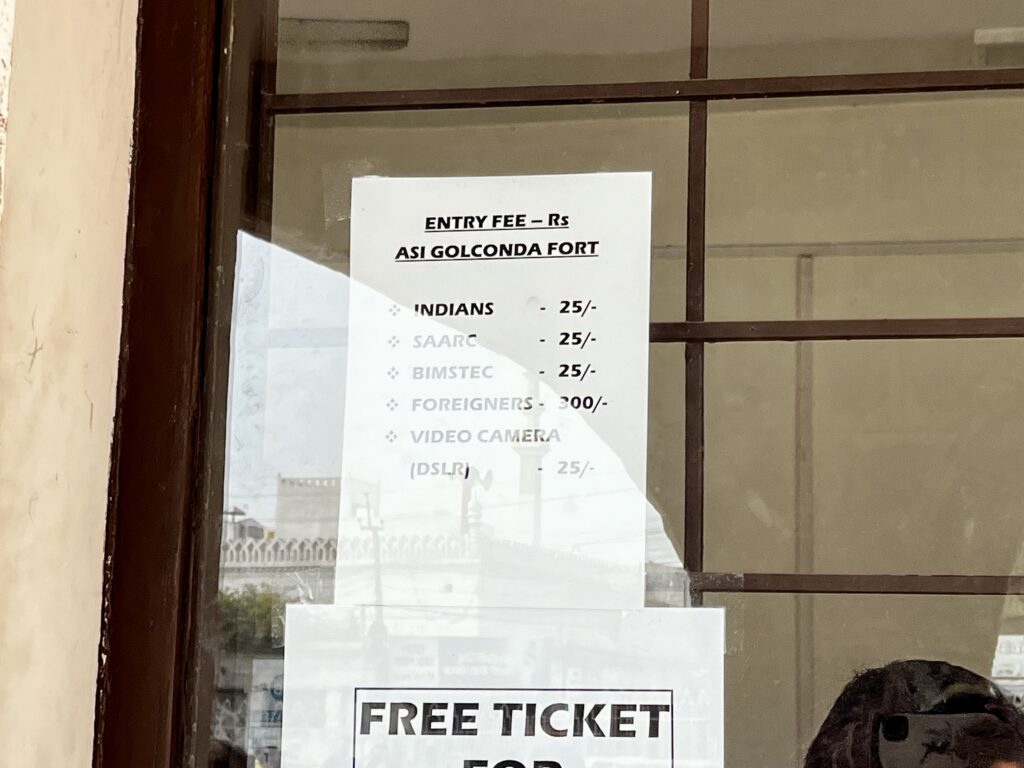 ENTRY FEE – Rs
ASI GOLCONDA FORT
❖ INDIANS - 25/-
❖ SAARC - 25/-
❖ BIMSTEC - 25/-
❖ FOREIGNERS - 300/-
❖ VIDEO CAMERA
(DSLR) - 25/-
FREE TICKET
FOR